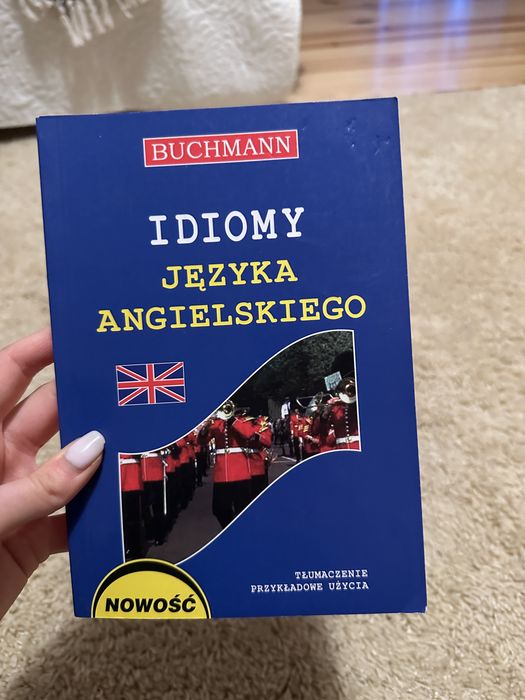 BUCHMANN
IDIOMY
JĘZYKA
ANGIELSKIEGO
TŁUMACZENIE
PRZYKŁADOWE UŻYCIA
NOWOŚĆ